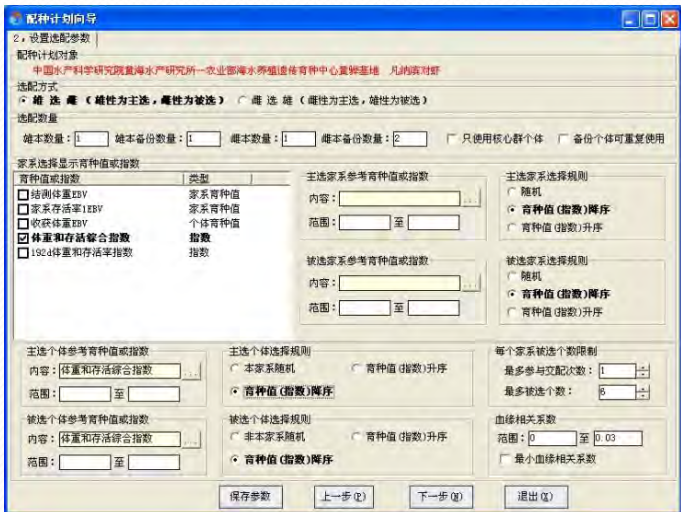 配种计划向导
2，设置选配参数
配种计划对象
中国水产科学研究院黄海水产研究所--农业部海水养殖遗传育种中心黄骅基地 凡纳滨对虾
选配方式
雄 选 雌 （ 雄性为主选，雌性为被选） 雌 选 雄 （ 雌性为主选，雄性为被选）
选配数量
雄本数量：1 雄本备份数量：1 雌本数量：1 雌本备份数量：2 只使用核心群个体 备份个体可重复使用
家系选择显示育种值或指数
育种值或指数 类型
结测体重EBV 家系育种值
家系存活率1EBV 家系育种值
收获体重EBV 个体育种值
体重和存活综合指数 指数
192d体重和存活率指数 指数
主选家系参考育种值或指数
内容： ...
范围： 至
主选家系选择规则
随机
育种值(指数)降序
育种值(指数)升序
被选家系参考育种值或指数
内容： ...
范围： 至
被选家系选择规则
随机
育种值(指数)降序
育种值(指数)升序
主选个体参考育种值或指数
内容：体重和存活综合指数 ...
范围： 至
主选个体选择规则
本家系随机 育种值(指数)升序
育种值(指数)降序
每个家系被选个数限制
最多参与交配次数：1
最多被选个数： 6
被选个体参考育种值或指数
内容：体重和存活综合指数 ...
范围： 至
被选个体选择规则
非本家系随机 育种值(指数)升序
育种值(指数)降序
血缘相关系数
范围：0 至 0.03
最小血缘相关系数
保存参数 上一步(P) 下一步(N) 退出(X)